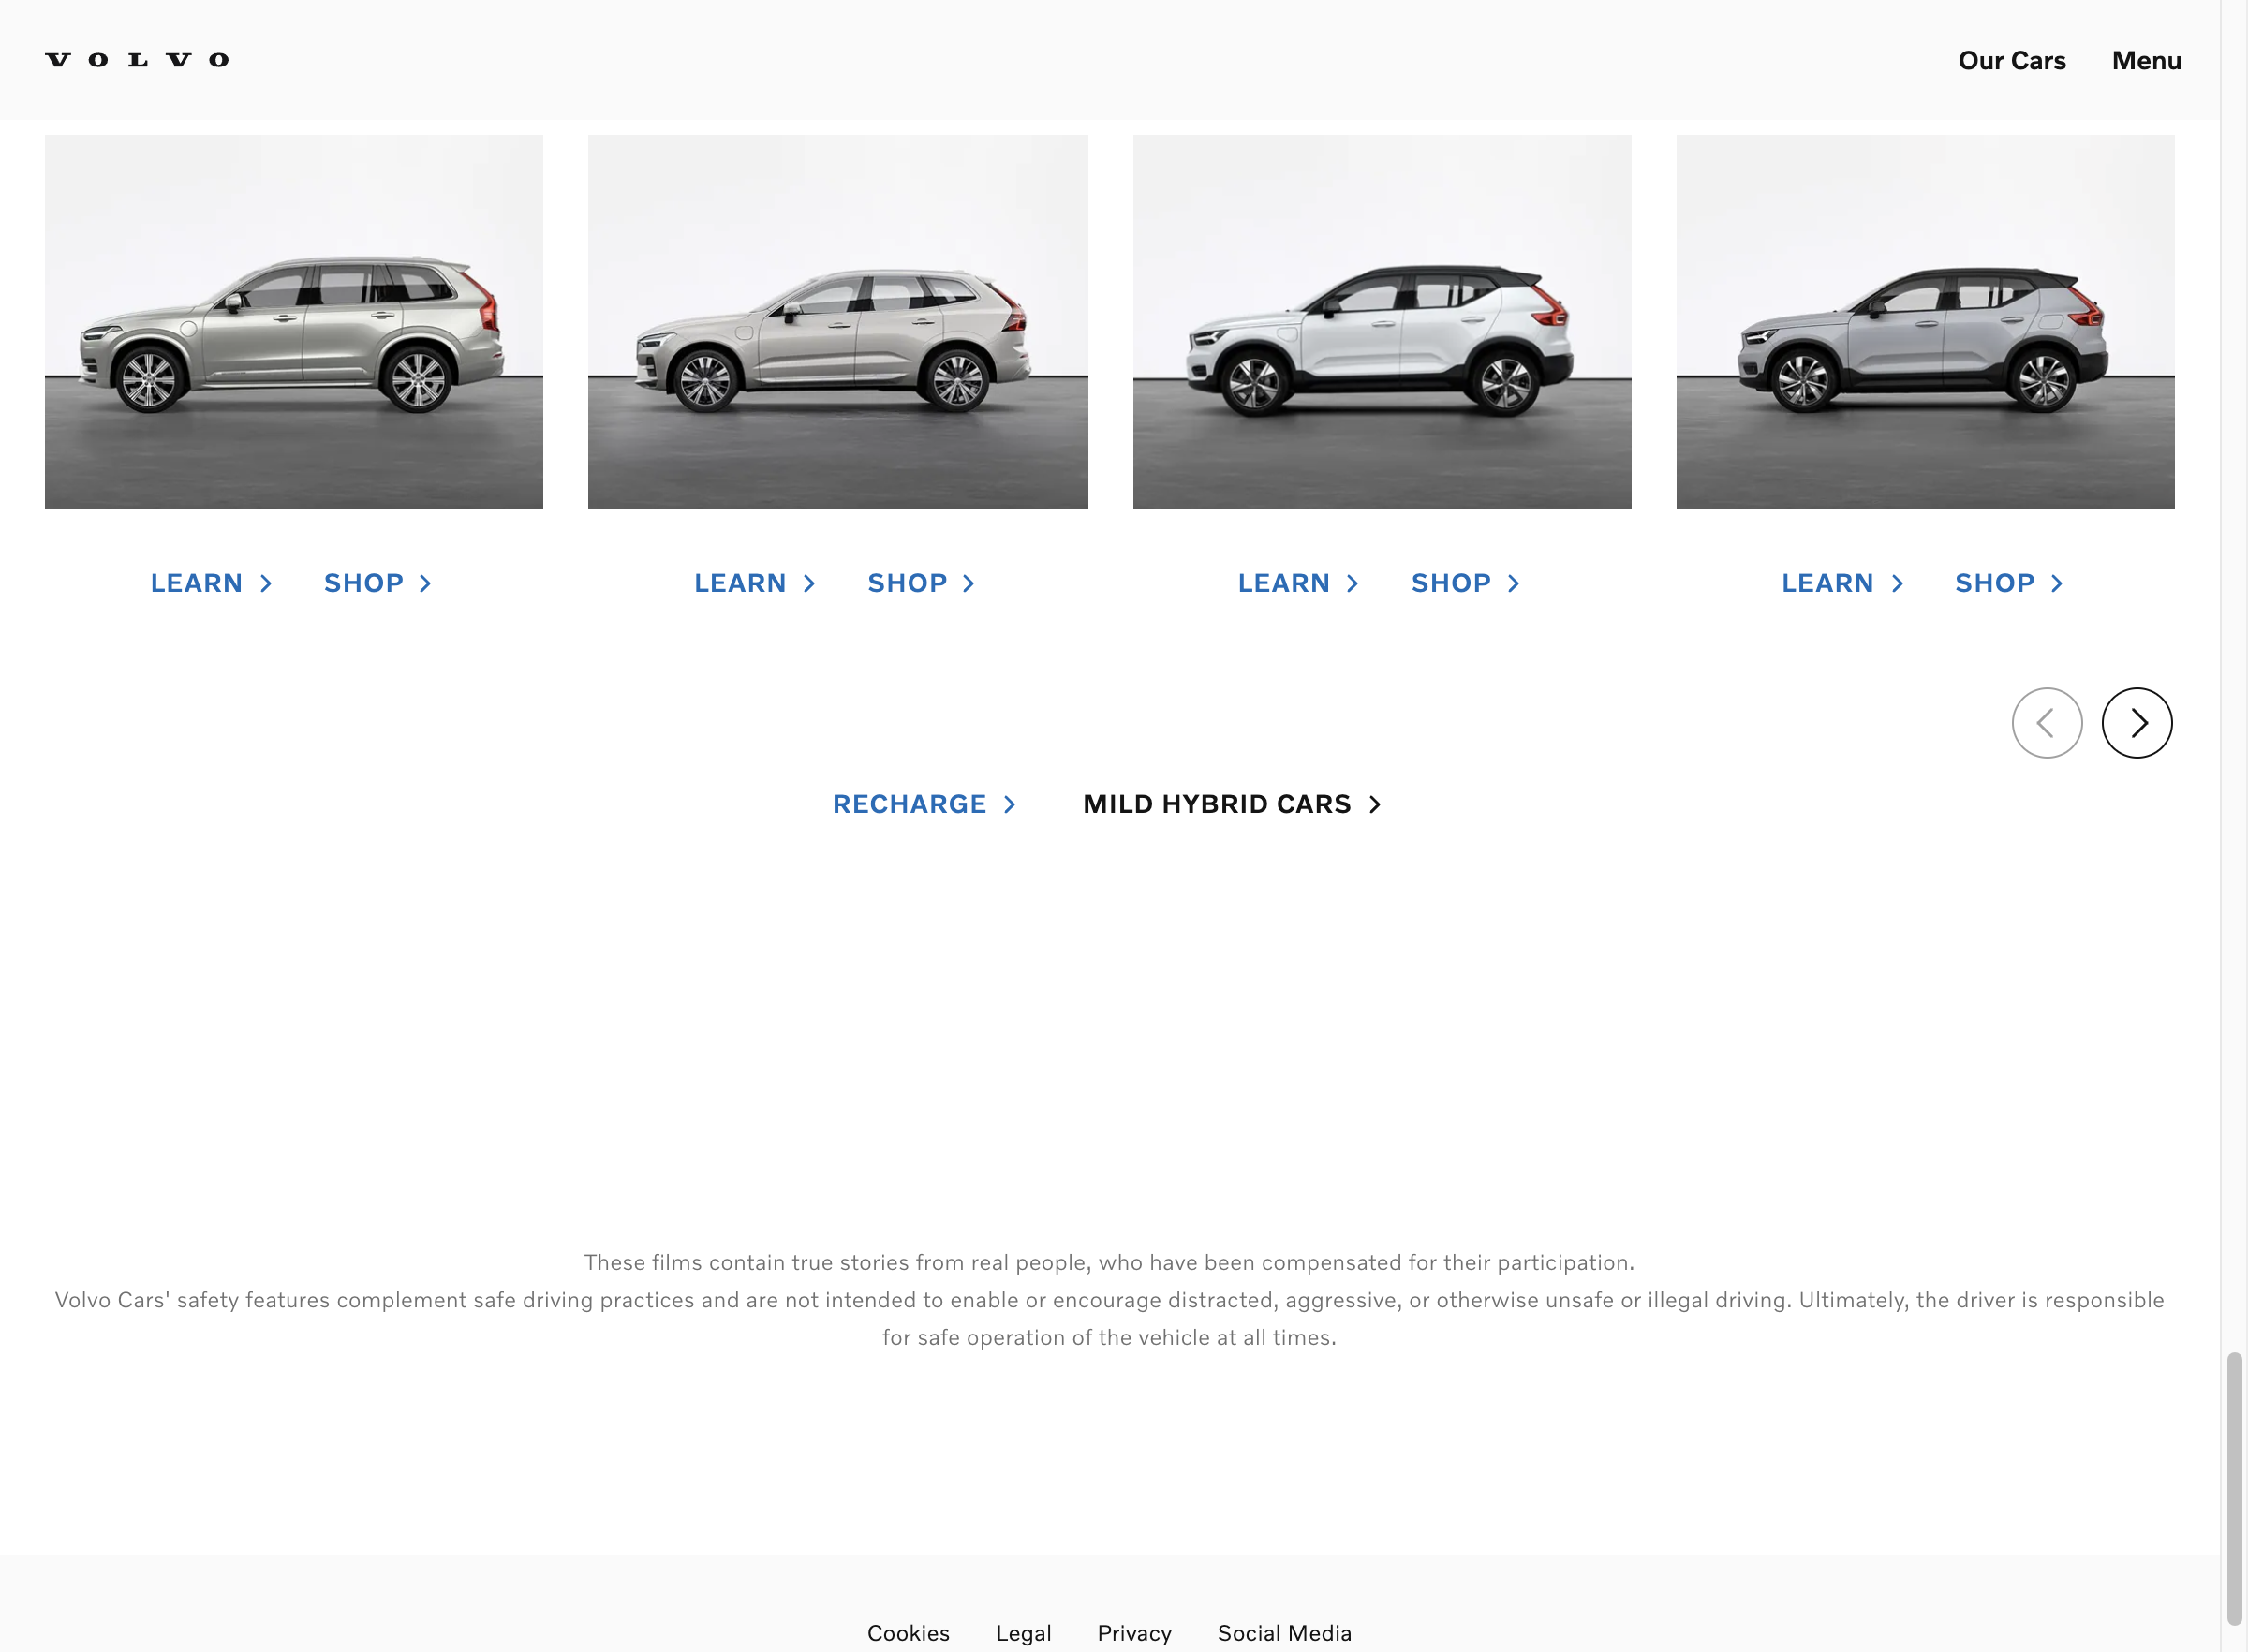 VOLVO
Our Cars Menu
LEARN SHOP LEARN SHOP LEARN SHOP LEARN SHOP
RECHARGE MILD HYBRID CARS
These films contain true stories from real people, who have been compensated for their participation.
Volvo Cars' safety features complement safe driving practices and are not intended to enable or encourage distracted, aggressive, or otherwise unsafe or illegal driving. Ultimately, the driver is responsible
for safe operation of the vehicle at all times.
Cookies Legal Privacy Social Media